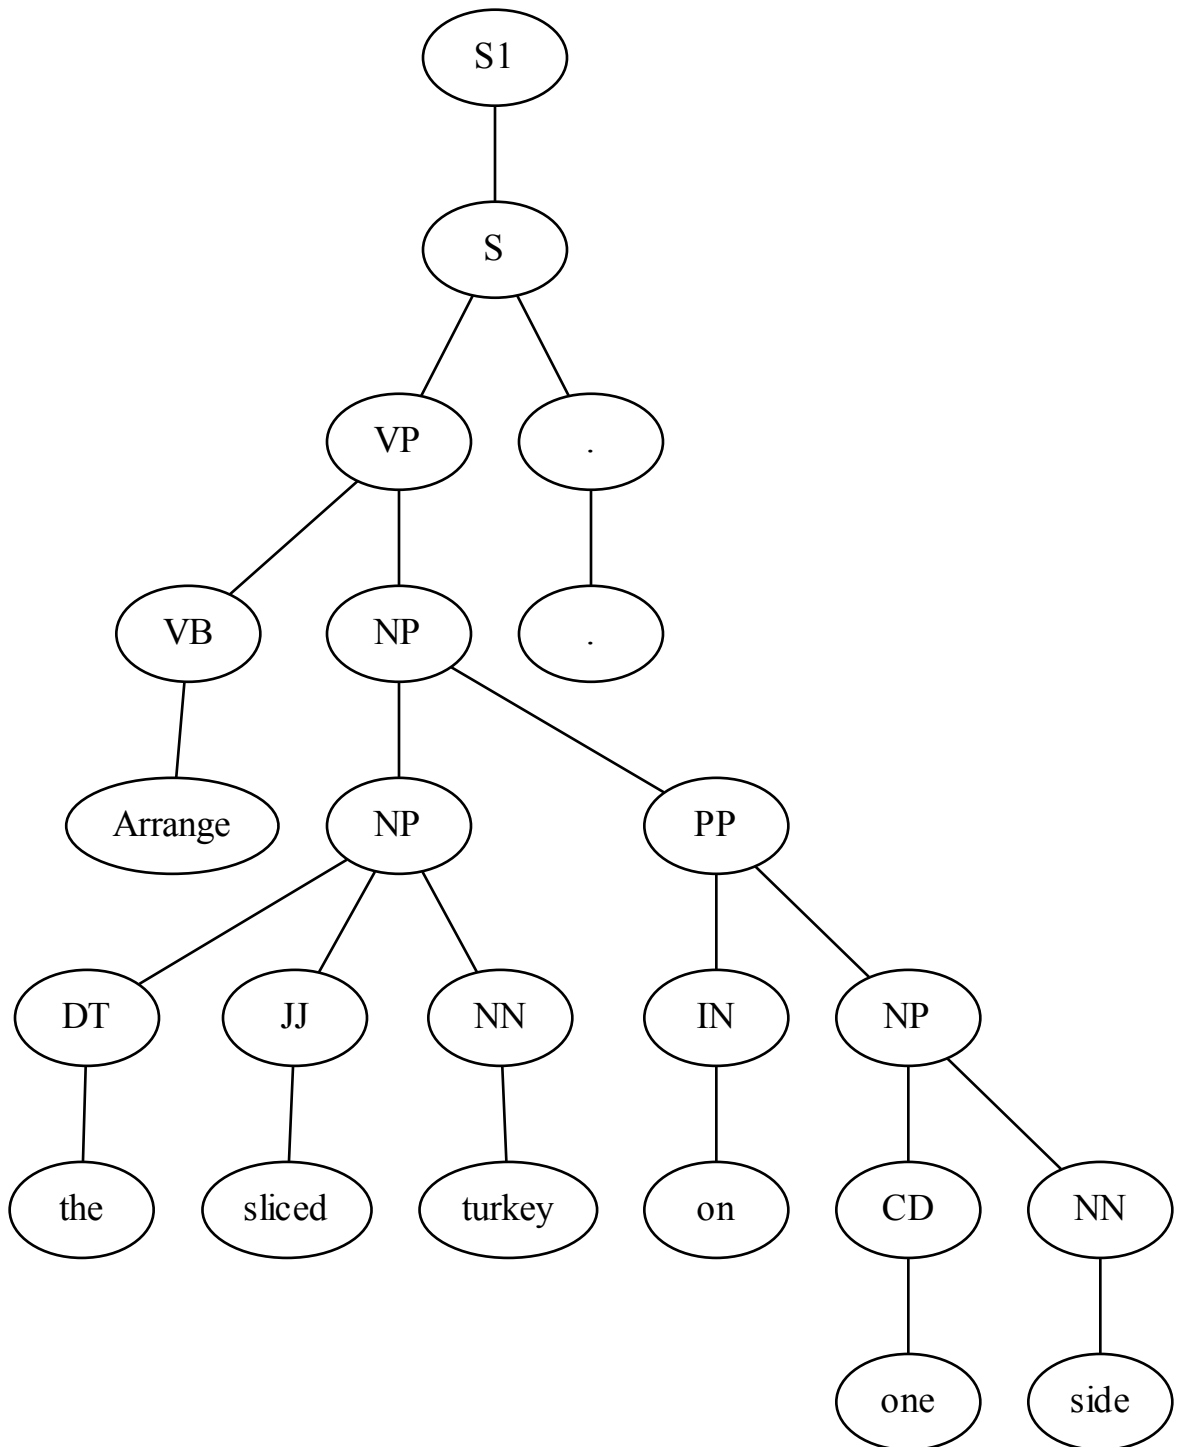 S1
S
VP .
VB NP .
Arrange NP PP
DT JJ NN IN NP
the sliced turkey on CD NN
one side